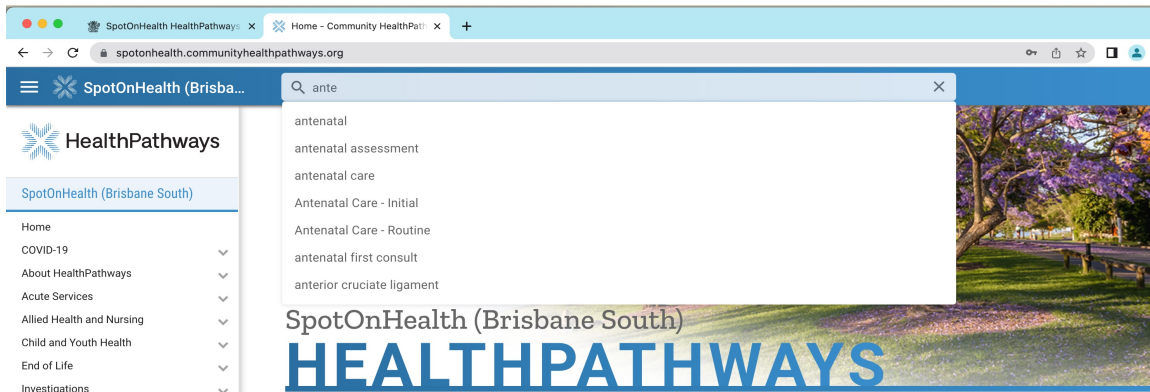 SpotOnHealth HealthPathways
Home - Community HealthPath
spotonhealth.communityhealthpathways.org
SpotOnHealth (Brisba...
ante
antenatal
antenatal assessment
antenatal care
Antenatal Care - Initial
Antenatal Care - Routine
antenatal first consult
anterior cruciate ligament
HealthPathways
SpotOnHealth (Brisbane South)
Home
COVID-19
About HealthPathways
Acute Services
Allied Health and Nursing
Child and Youth Health
End of Life
Investigations
SpotOnHealth (Brisbane South)
HEALTHPATHWAYS